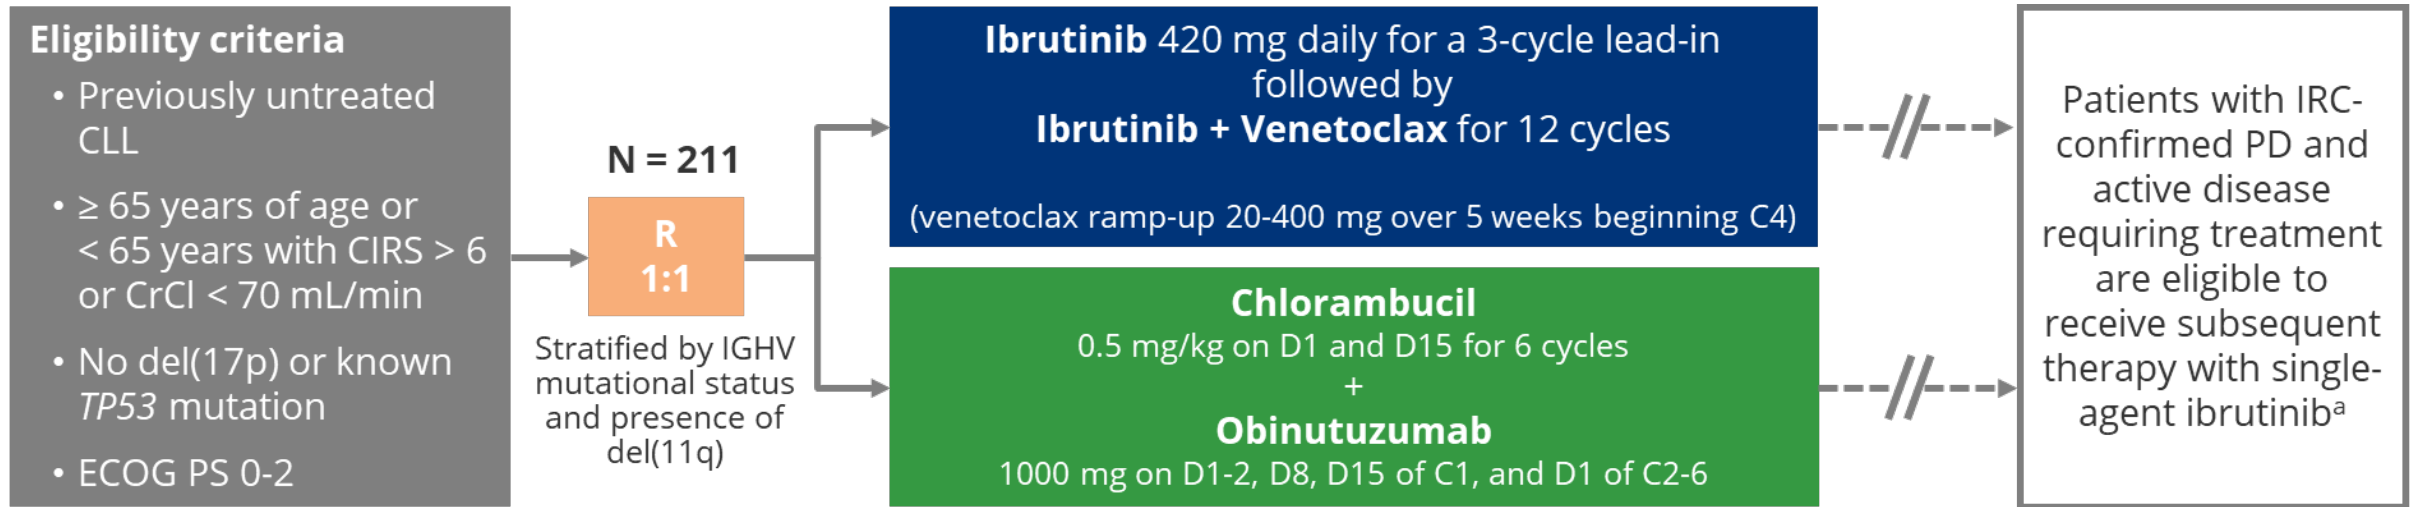 Eligibility criteria
• Previously untreated
CLL
• ≥ 65 years of age or
< 65 years with CIRS > 6
or CrCl < 70 mL/min
• No del(17p) or known
TP53 mutation
• ECOG PS 0-2
N = 211
R
1:1
Stratified by IGHV
mutational status
and presence of
del(11q)
Ibrutinib 420 mg daily for a 3-cycle lead-in
followed by
Ibrutinib + Venetoclax for 12 cycles
(venetoclax ramp-up 20-400 mg over 5 weeks beginning C4)
Chlorambucil
0.5 mg/kg on D1 and D15 for 6 cycles
+
Obinutuzumab
1000 mg on D1-2, D8, D15 of C1, and D1 of C2-6
Patients with IRC-
confirmed PD and
active disease
requiring treatment
are eligible to
receive subsequent
therapy with single-
agent ibrutinibᵃ